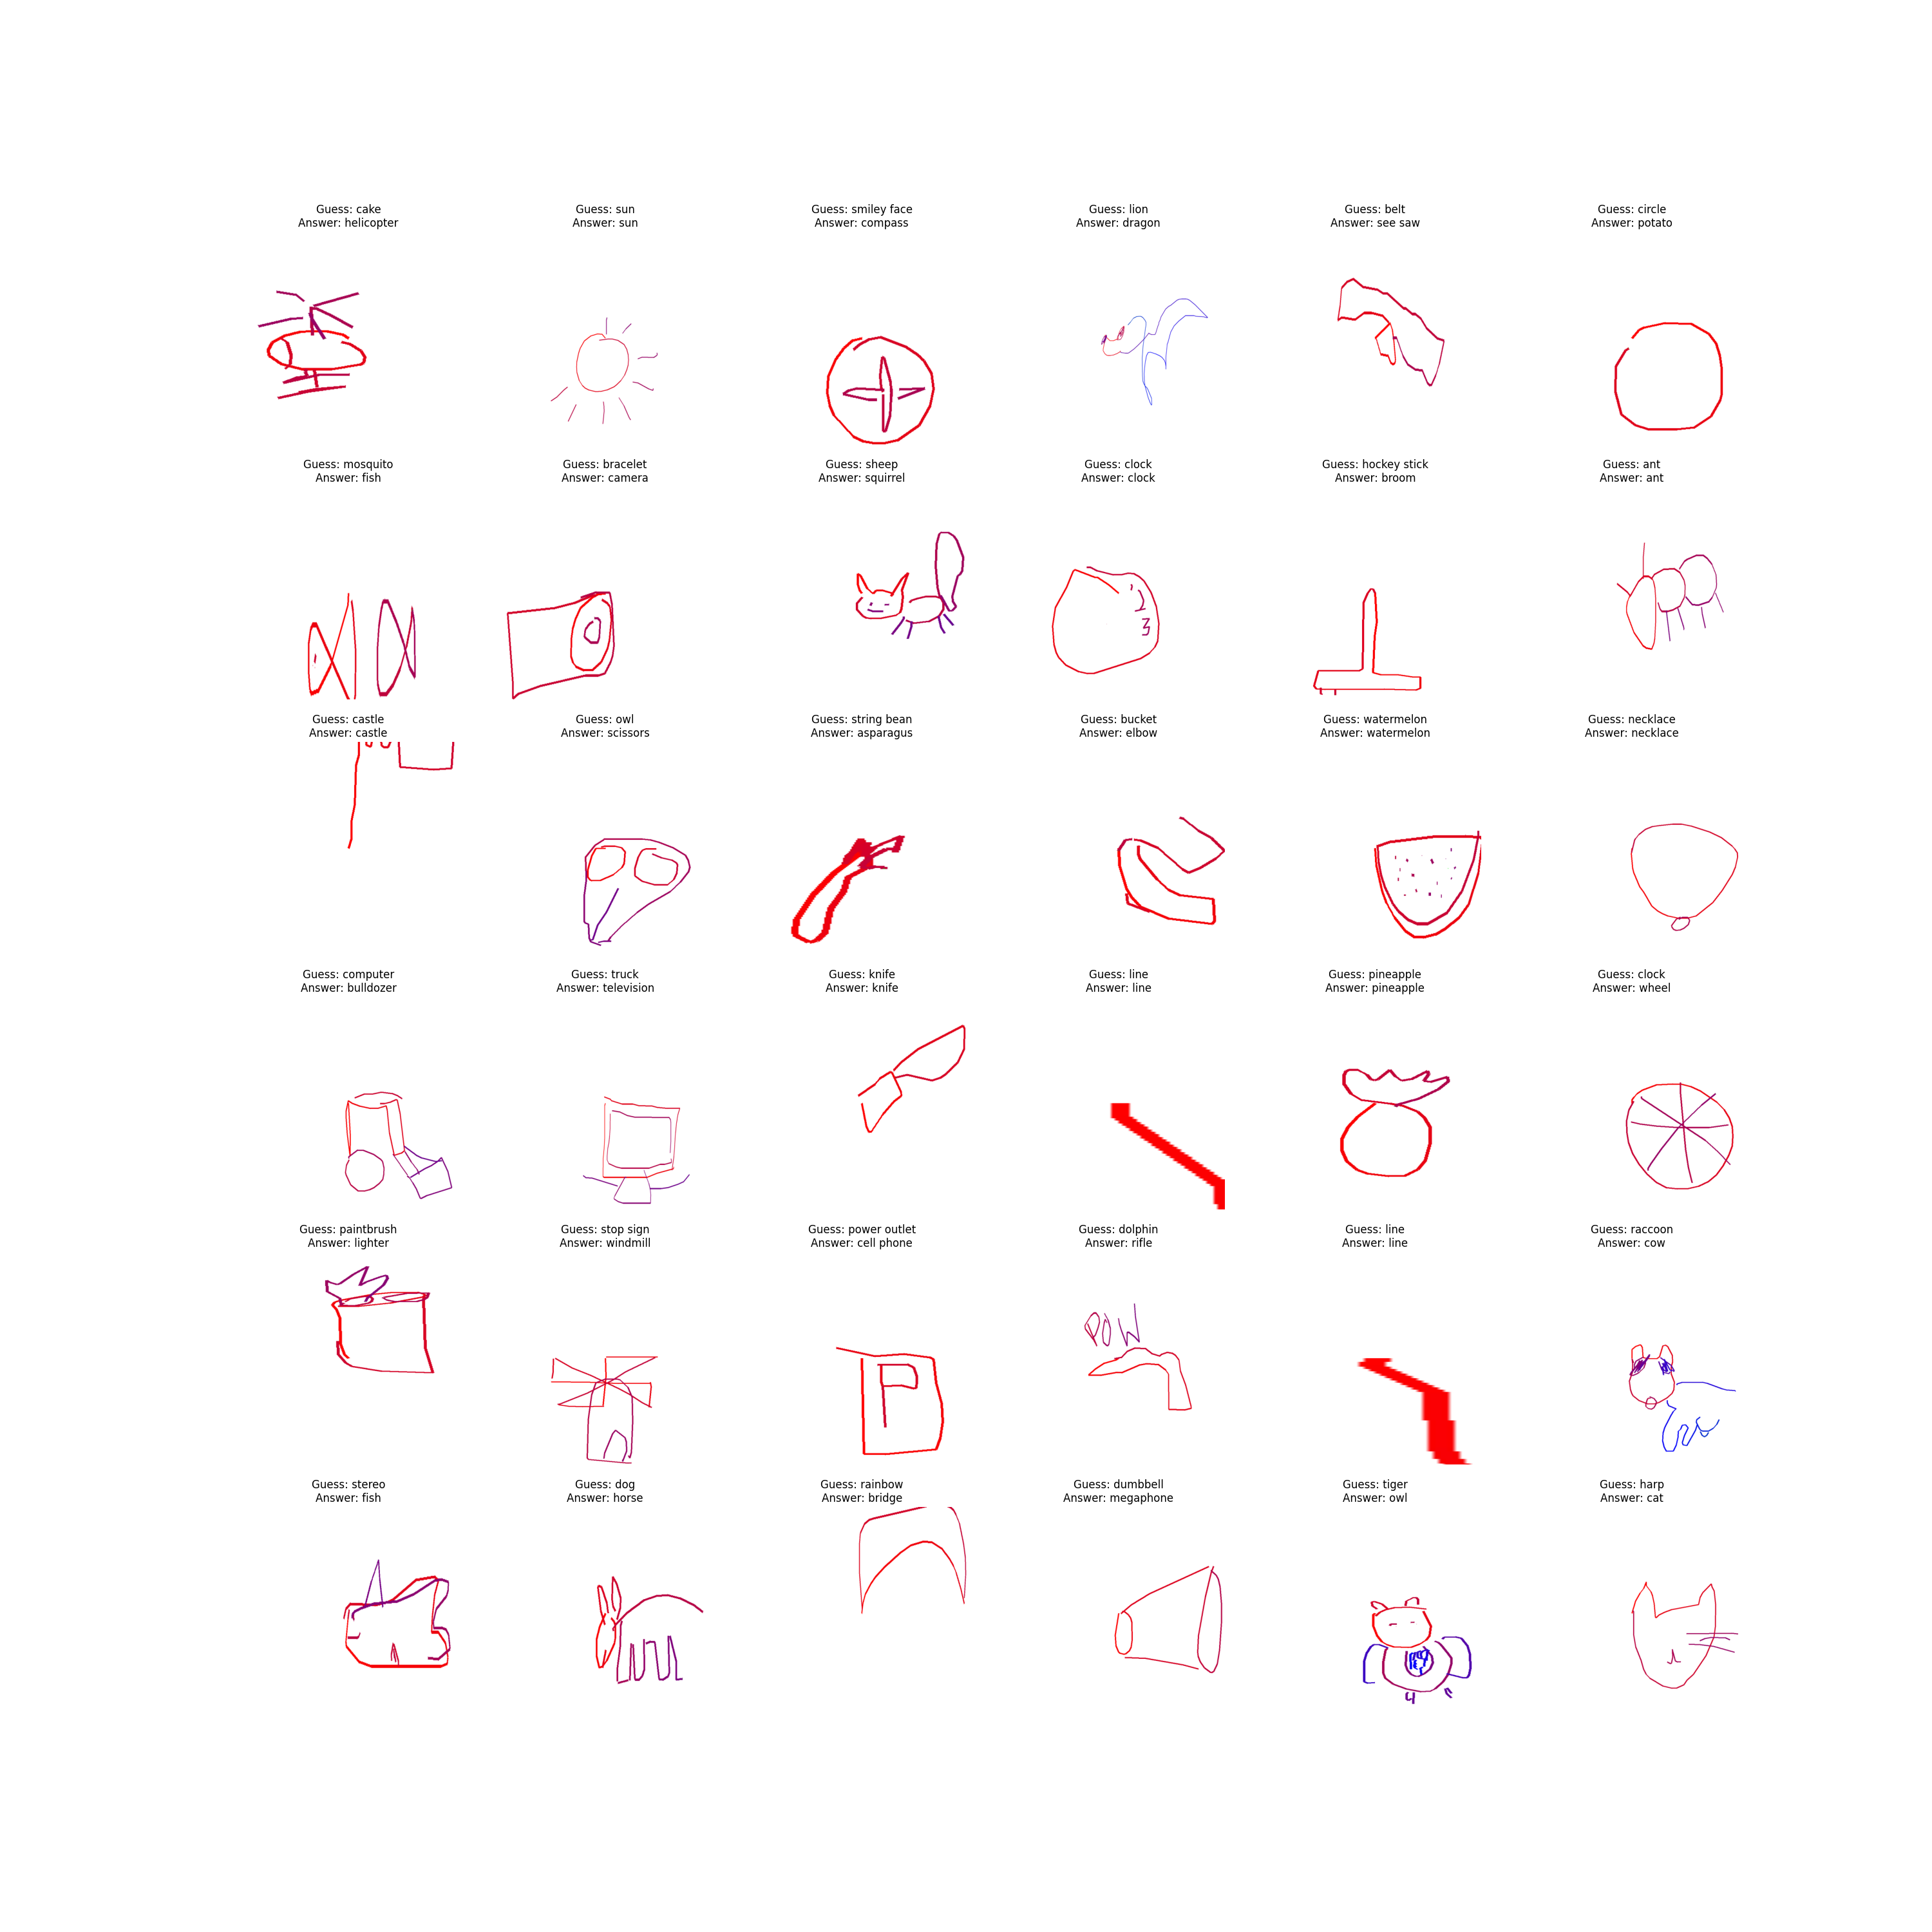 Guess: cake
Answer: helicopter
Guess: sun
Answer: sun
Guess: smiley face
Answer: compass
Guess: lion
Answer: dragon
Guess: belt
Answer: see saw
Guess: circle
Answer: potato
Guess: mosquito
Answer: fish
Guess: bracelet
Answer: camera
Guess: sheep
Answer: squirrel
Guess: clock
Answer: clock
1
2
3
Guess: hockey stick
Answer: broom
Guess: ant
Answer: ant
Guess: castle
Answer: castle
Guess: owl
Answer: scissors
Guess: string bean
Answer: asparagus
Guess: bucket
Answer: elbow
Guess: watermelon
Answer: watermelon
Guess: necklace
Answer: necklace
Guess: computer
Answer: bulldozer
Guess: truck
Answer: television
Guess: knife
Answer: knife
Guess: line
Answer: line
Guess: pineapple
Answer: pineapple
Guess: clock
Answer: wheel
Guess: paintbrush
Answer: lighter
Guess: stop sign
Answer: windmill
Guess: power outlet
Answer: cell phone
P
Guess: dolphin
Answer: rifle
POW
Guess: line
Answer: line
Guess: raccoon
Answer: cow
Guess: stereo
Answer: fish
Guess: dog
Answer: horse
Guess: rainbow
Answer: bridge
Guess: dumbbell
Answer: megaphone
Guess: tiger
Answer: owl
Guess: harp
Answer: cat